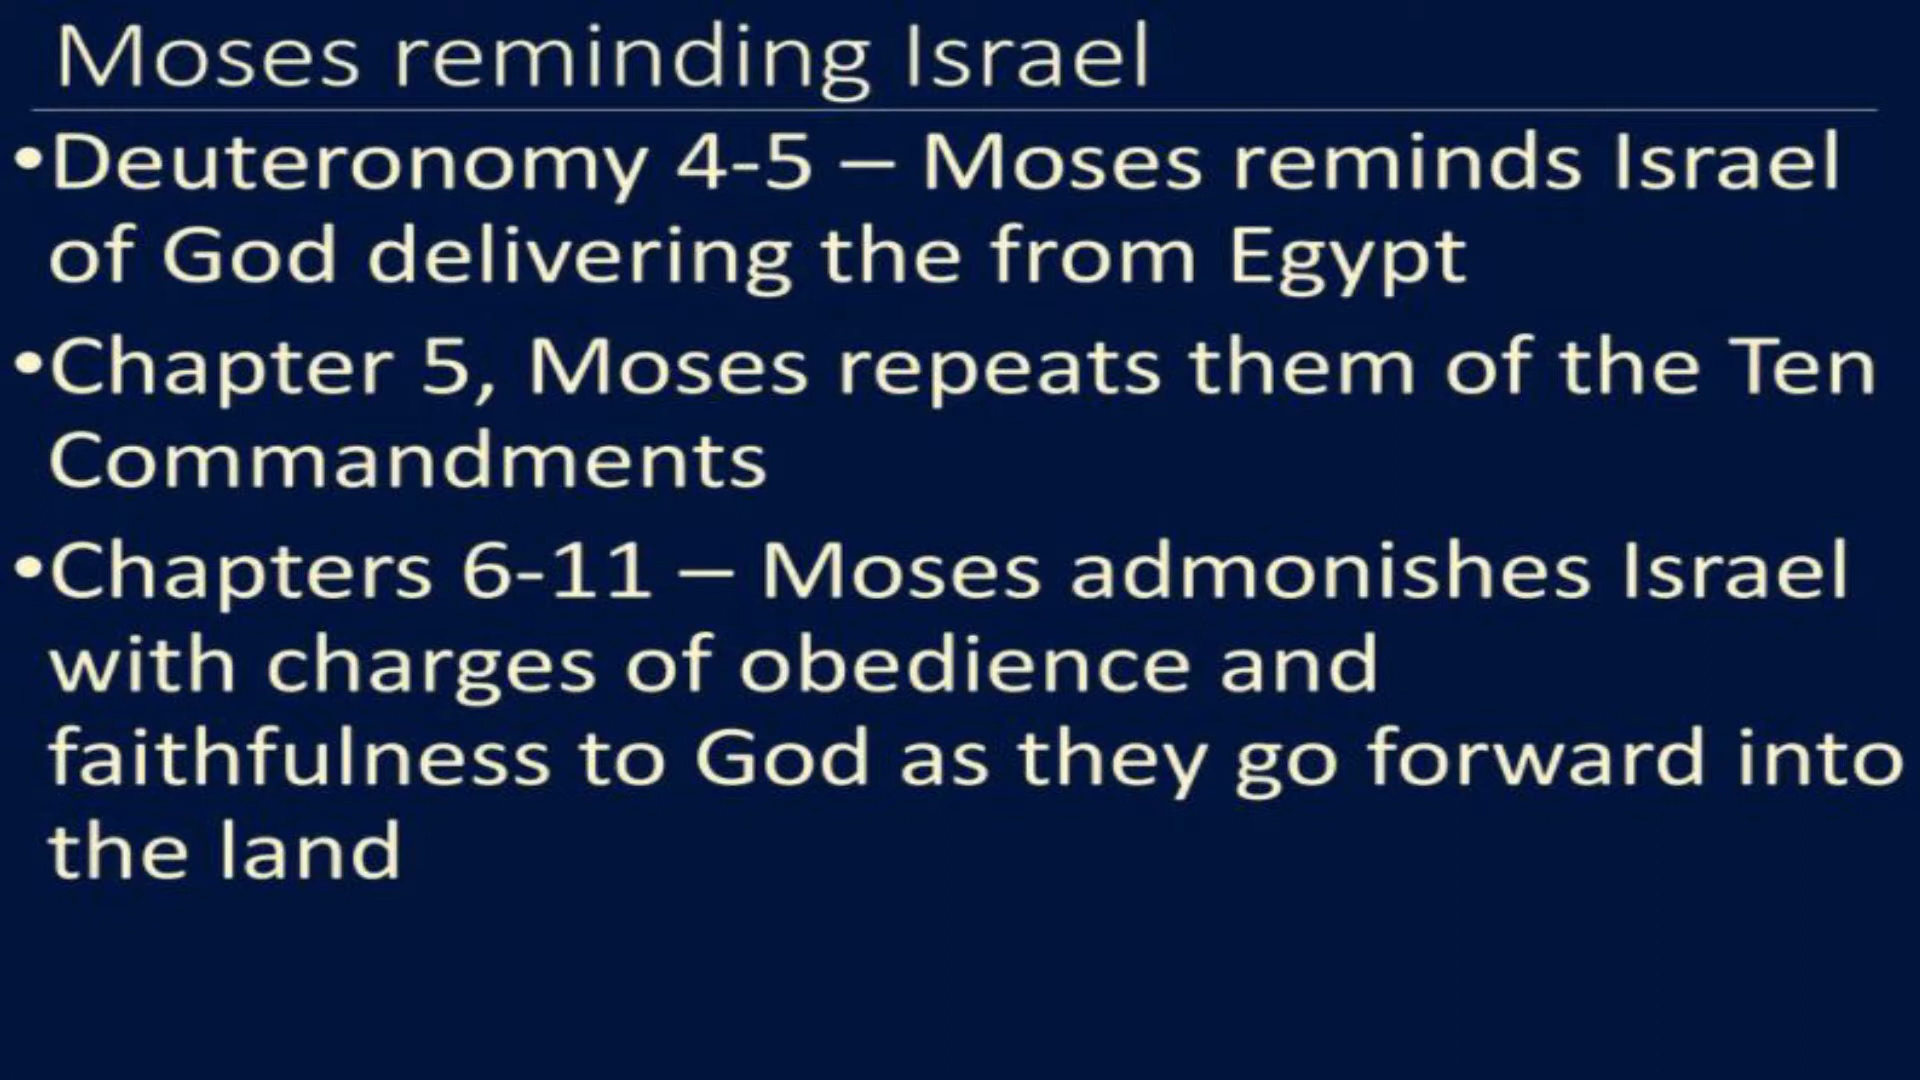 Moses reminding Israel
•Deuteronomy 4-5 – Moses reminds Israel
of God delivering the from Egypt
•Chapter 5, Moses repeats them of the Ten
Commandments
•Chapters 6-11 – Moses admonishes Israel
with charges of obedience and
faithfulness to God as they go forward into
the land